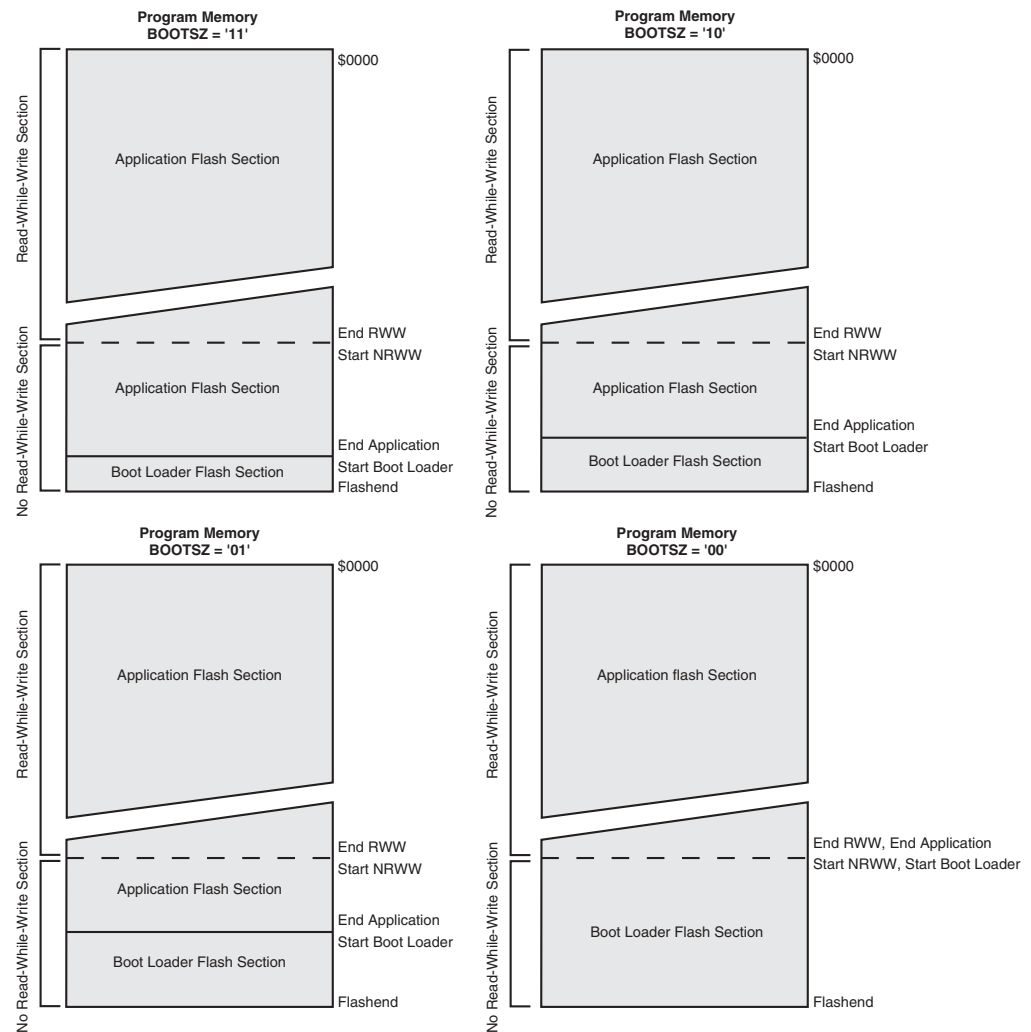 Program Memory
BOOTSZ = '11'
$0000
Read-While-Write Section
Application Flash Section
End RWW
Start NRWW
No Read-While-Write Section
Application Flash Section
End Application
Start Boot Loader
Boot Loader Flash Section
Flashend
Program Memory
BOOTSZ = '10'
$0000
Read-While-Write Section
Application Flash Section
End RWW
Start NRWW
No Read-While-Write Section
Application Flash Section
End Application
Start Boot Loader
Boot Loader Flash Section
Flashend
Program Memory
BOOTSZ = '01'
$0000
Read-While-Write Section
Application Flash Section
End RWW
Start NRWW
No Read-While-Write Section
Application Flash Section
End Application
Start Boot Loader
Boot Loader Flash Section
Flashend
Program Memory
BOOTSZ = '00'
$0000
Read-While-Write Section
Application flash Section
End RWW, End Application
Start NRWW, Start Boot Loader
No Read-While-Write Section
Boot Loader Flash Section
Flashend